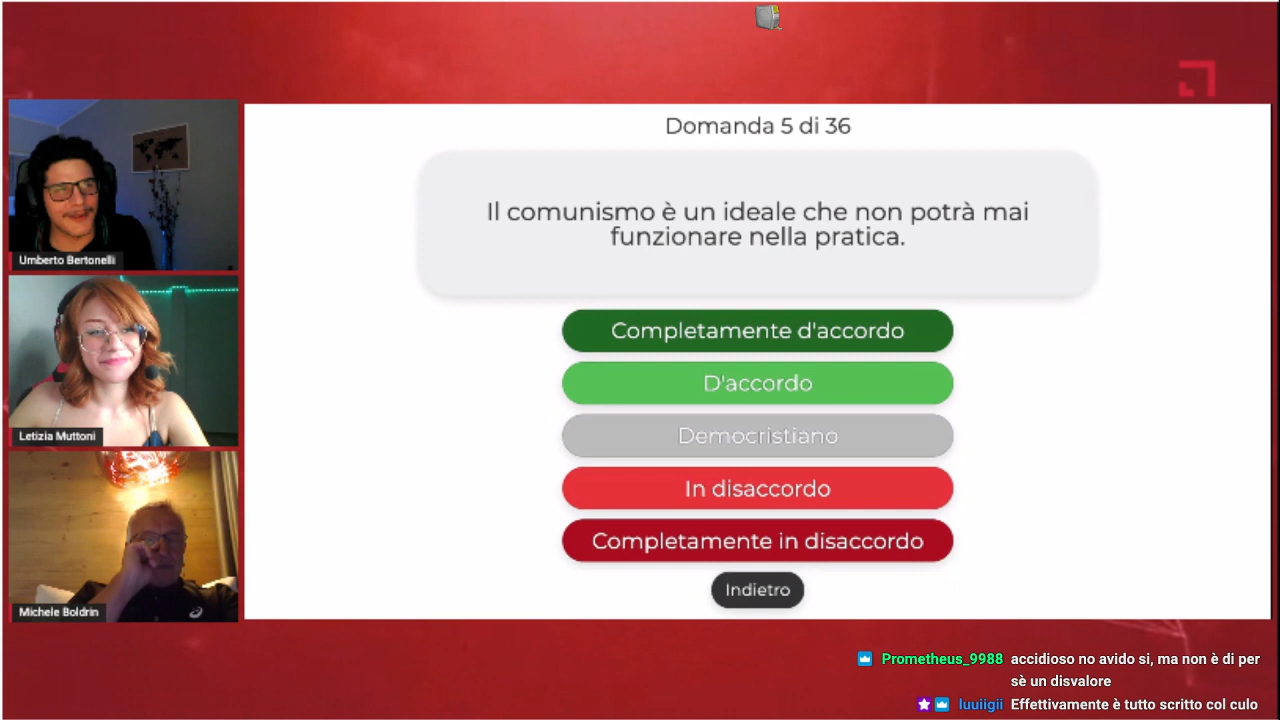 Domanda 5 di 36
Il comunismo è un ideale che non potrà mai
funzionare nella pratica.
Completamente d'accordo
D'accordo
Democristiano
In disaccordo
Completamente in disaccordo
Indietro
Umberto Bertonelli
Letizia Muttoni
Michele Boldrin
Prometheus_9988 accidioso no avido si, ma non è di per
sè un disvalore
luuiigii Effettivamente è tutto scritto col culo